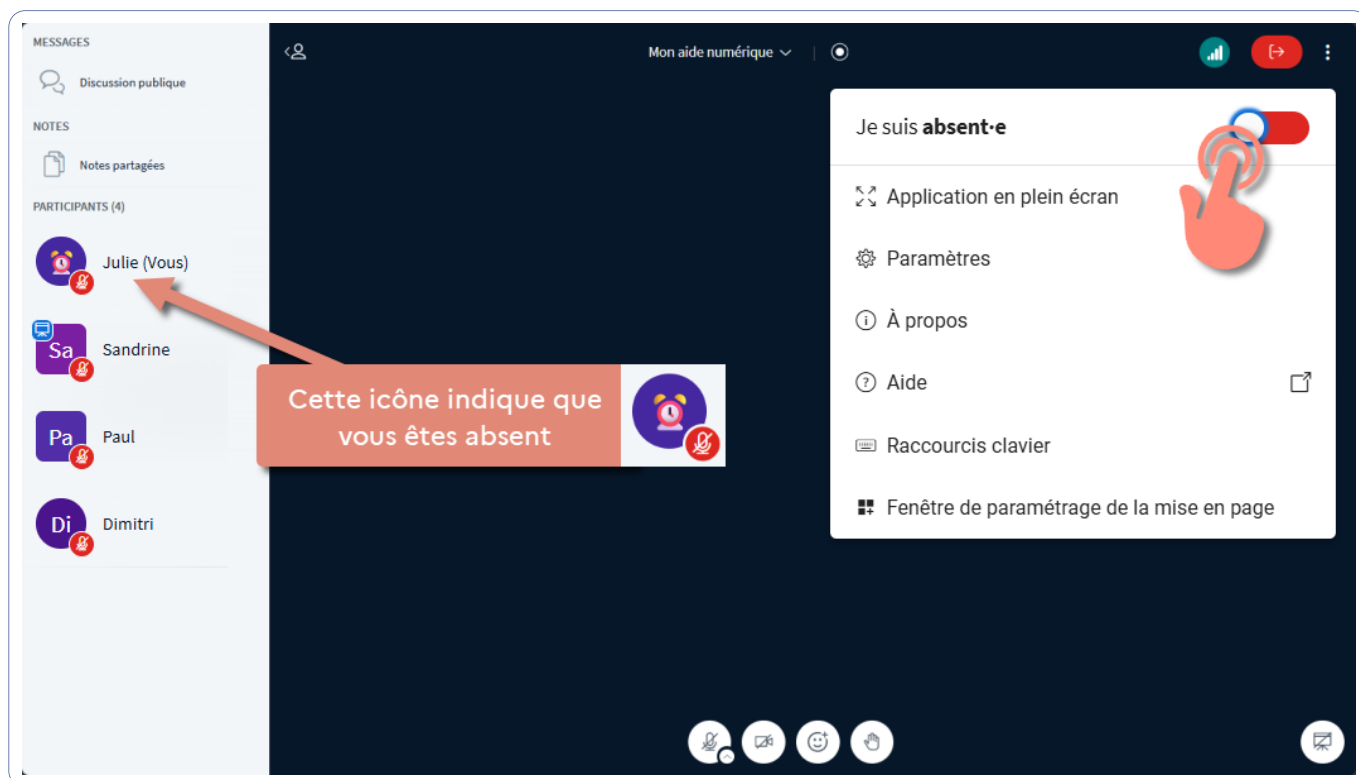 MESSAGES
Discussion publique
NOTES
Notes partagées
PARTICIPANTS (4)
Julie (Vous)
Sa
Sandrine
Pa
Paul
Di
Dimitri
Mon aide numérique
Cette icône indique que
vous êtes absent
Je suis absent·e
Application en plein écran
Paramètres
À propos
Aide
Raccourcis clavier
Fenêtre de paramétrage de la mise en page